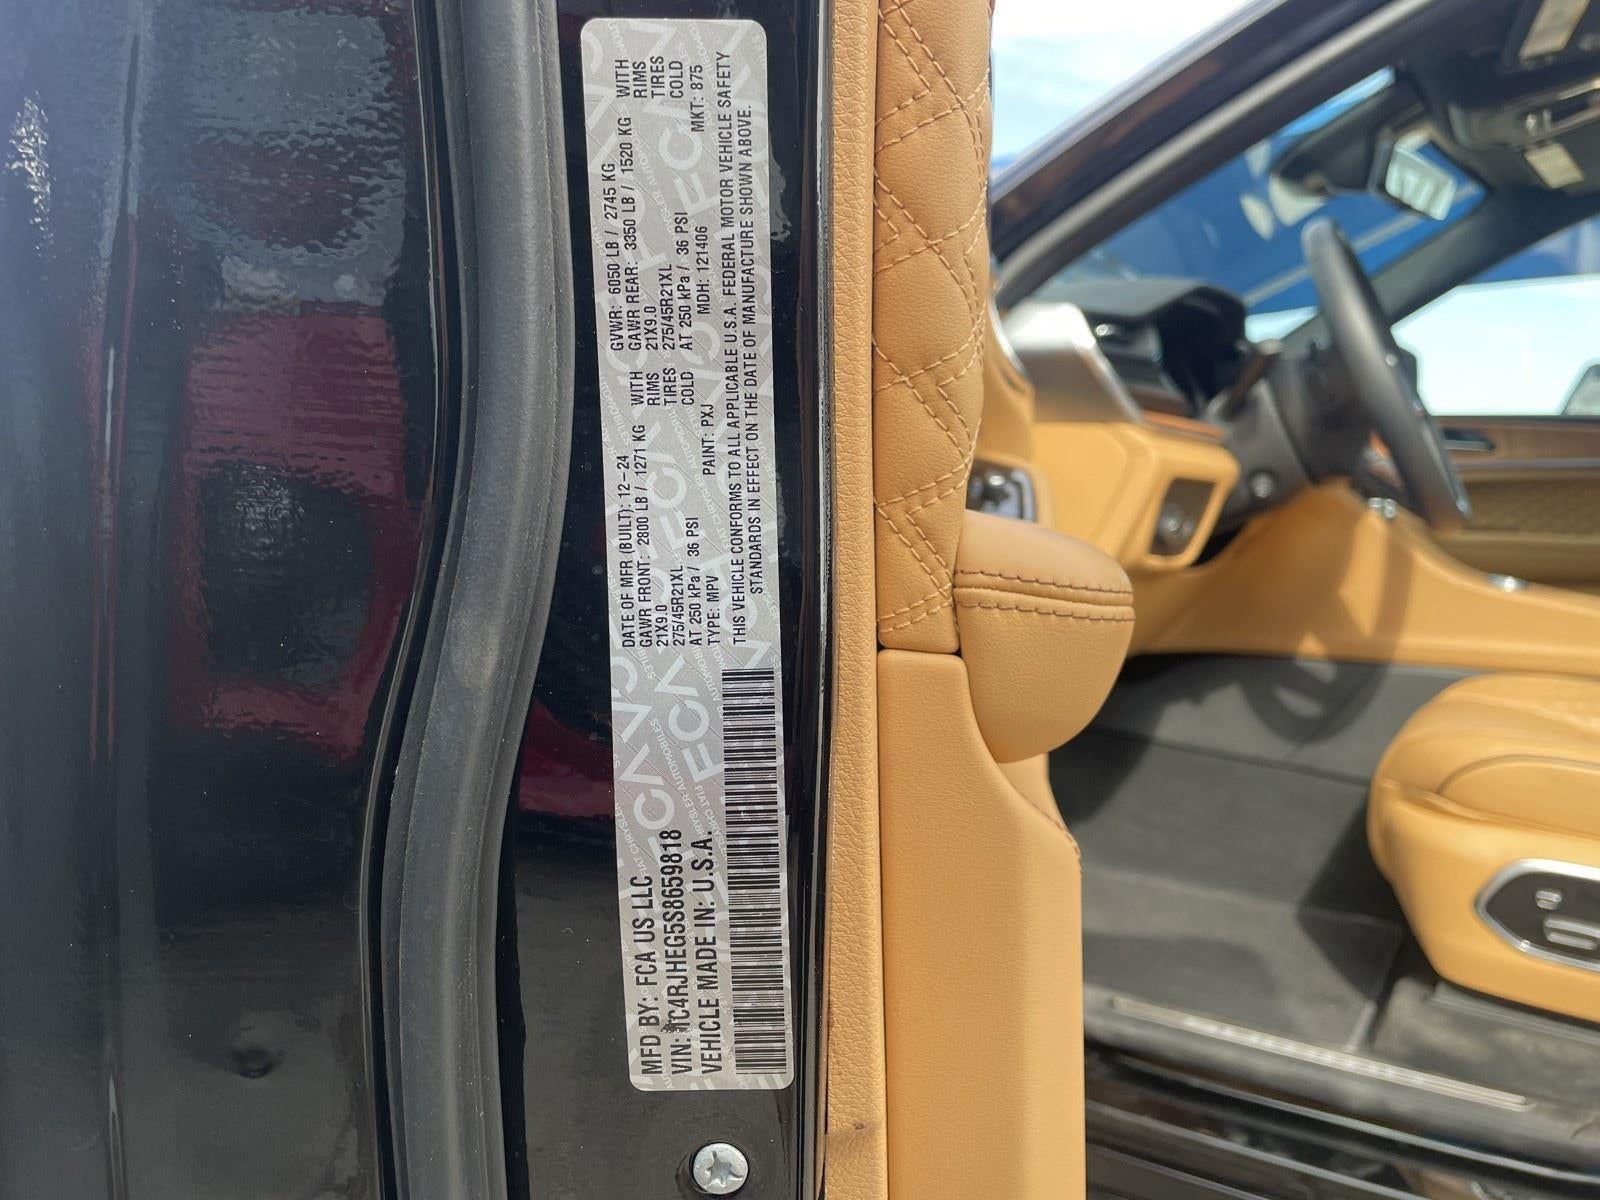 MFD BY: FCA US LLC
DATE OF MFR (BUILT): 12-24
GVWR: 6050 LB / 2745 KG
GAWR FRONT: 2800 LB / 1271 KG WITH
GAWR REAR: 3350 LB / 1520 KG WITH
21X9.0 RIMS
21X9.0 RIMS
275/45R21XL TIRES
275/45R21XL TIRES
AT 250 kPa / 36 PSI COLD
AT 250 kPa / 36 PSI COLD
TYPE: MPV PAINT: PXJ MDH: 121406 MKT: 875
VIN: 1C4RJHEG5S8659818
VEHICLE MADE IN: U.S.A.
THIS VEHICLE CONFORMS TO ALL APPLICABLE U.S.A. FEDERAL MOTOR VEHICLE SAFETY
STANDARDS IN EFFECT ON THE DATE OF MANUFACTURE SHOWN ABOVE.